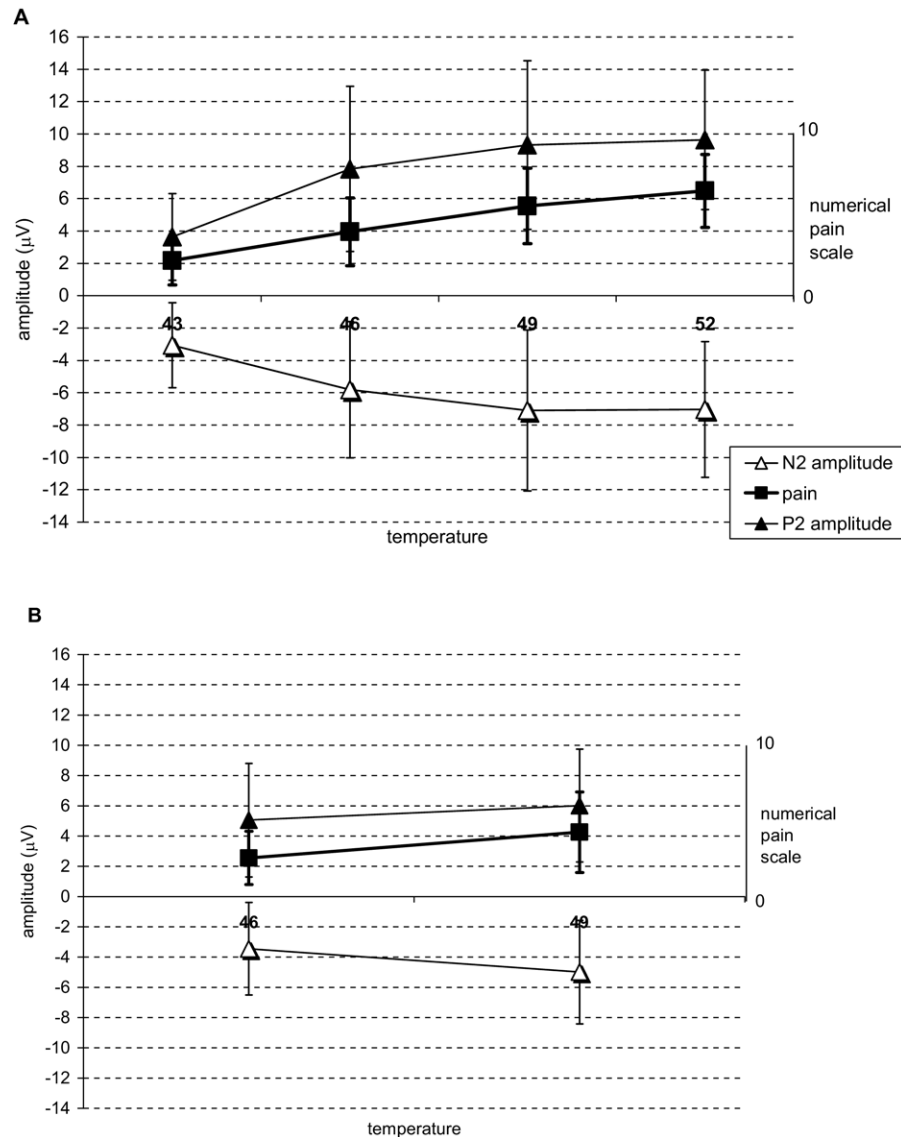 A
16
14
12
10
8
6
4
2
0
-2
-4
-6
-8
-10
-12
-14
amplitude (µV)
43
46
49
52
10
numerical
pain
scale
0
temperature
N2 amplitude
pain
P2 amplitude
B
16
14
12
10
8
6
4
2
0
-2
-4
-6
-8
-10
-12
-14
amplitude (µV)
46
49
10
numerical
pain
scale
0
temperature